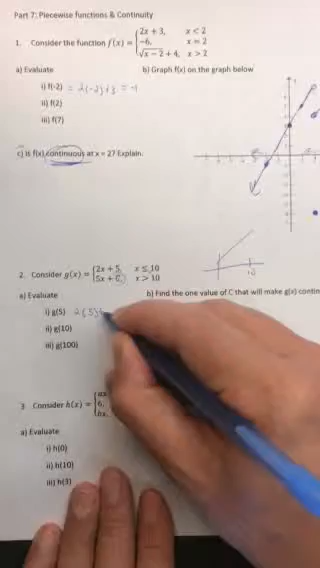 Part 7: Piecewise functions & Continuity
1. Consider the function f(x) = {2x + 3, x < 2
−6, x = 2
√x − 2 + 4, x > 2
a) Evaluate b) Graph f(x) on the graph below
i) f(-2) = 2(-2)+3 = -1
ii) f(2)
iii) f(7)
c) Is f(x) continuous at x = 2? Explain.
10
2. Consider g(x) = {2x + 5, x ≤ 10
5x + C, x > 10
a) Evaluate b) Find the one value of C that will make g(x) contin
i) g(5) 2(5)+
ii) g(10)
iii) g(100)
3 Consider h(x) =
6,
a) Evaluate
i) h(0)
ii) h(10)
iii) h(3)